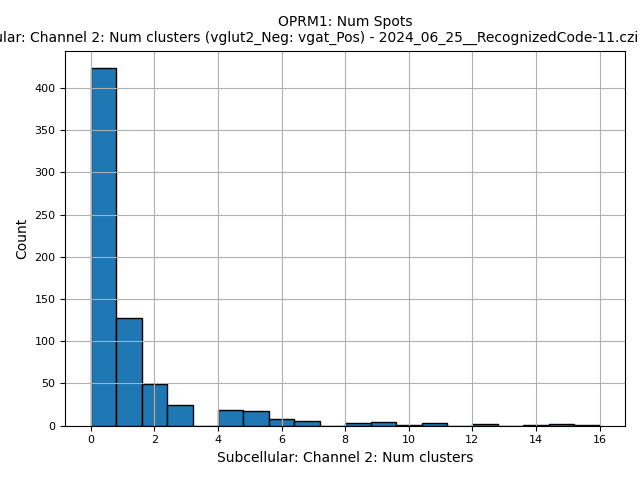 OPRM1: Num Spots
ular: Channel 2: Num clusters (vglut2_Neg: vgat_Pos) - 2024_06_25__RecognizedCode-11.czi
Count
400
350
300
250
200
150
100
50
0
0 2 4 6 8 10 12 14 16
Subcellular: Channel 2: Num clusters